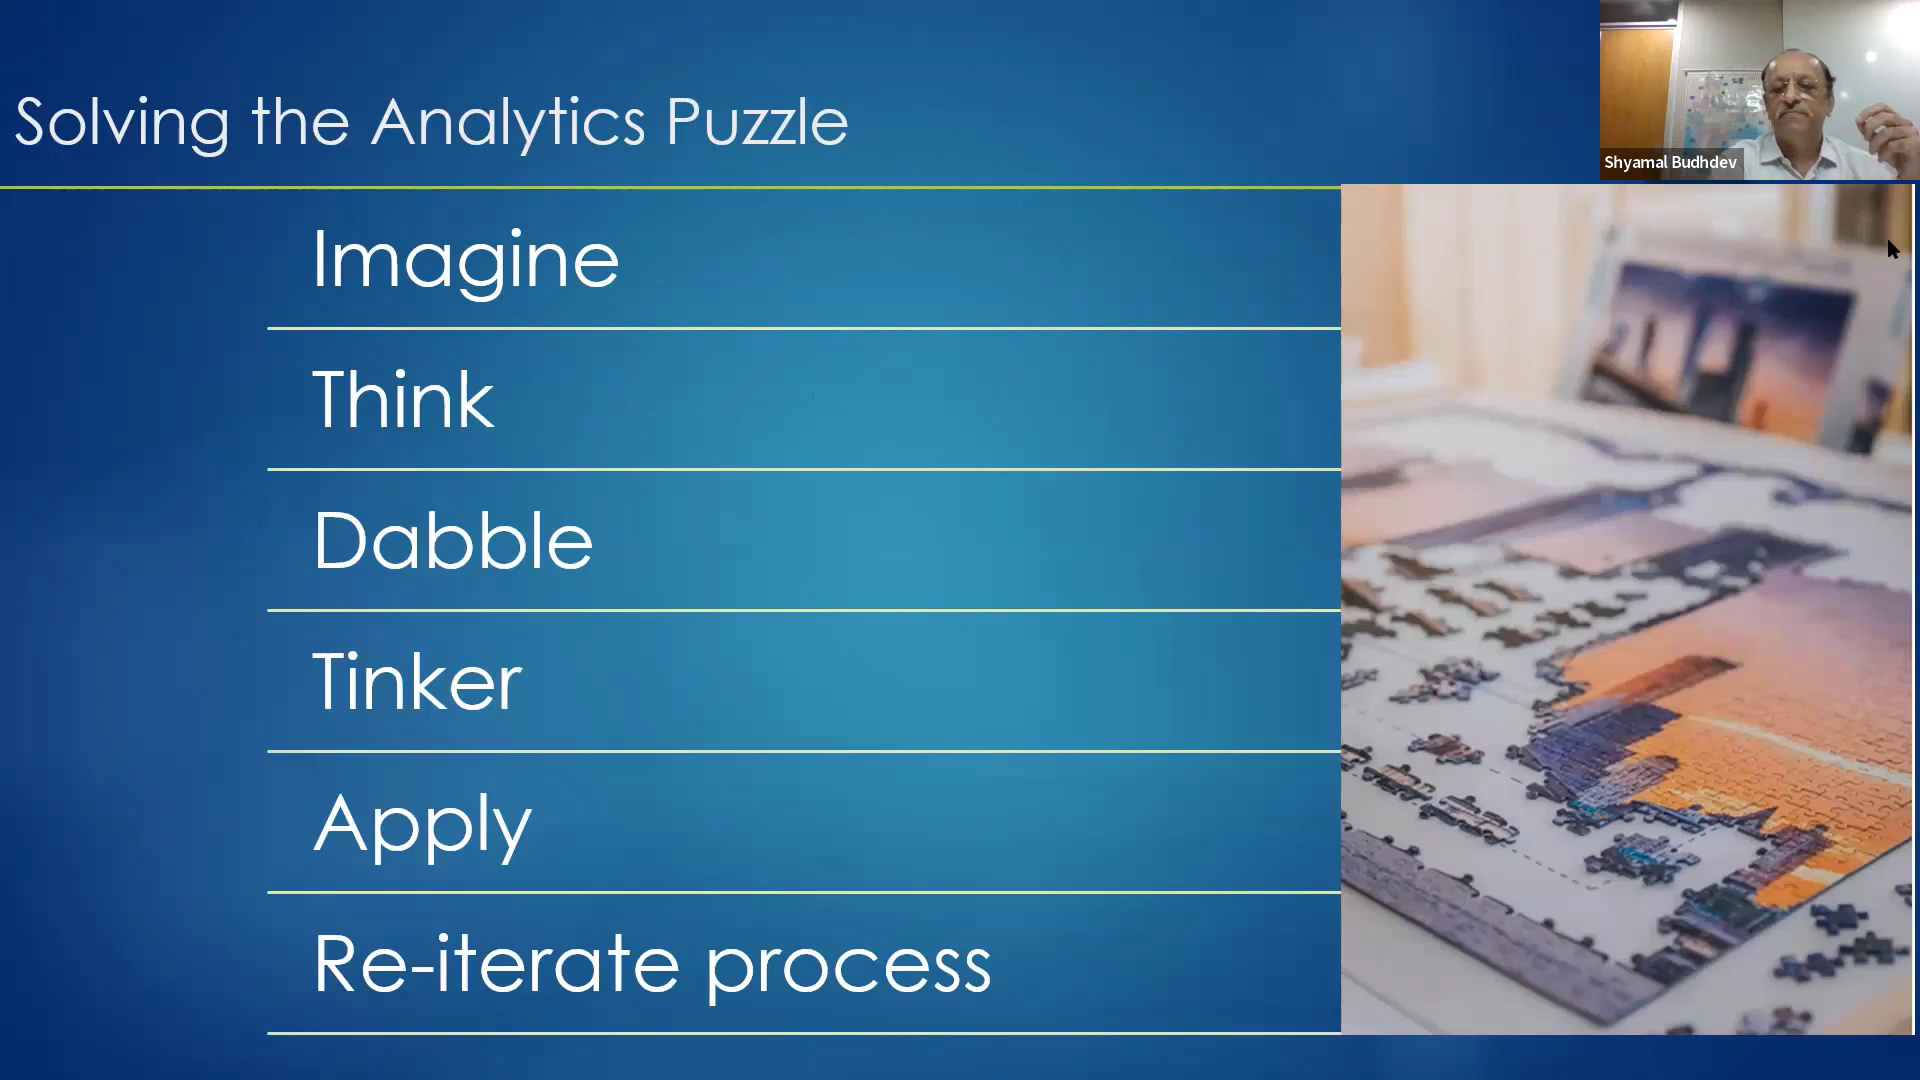 Solving the Analytics Puzzle
Shyamal Budhdev
Imagine
Think
Dabble
Tinker
Apply
Re-iterate process